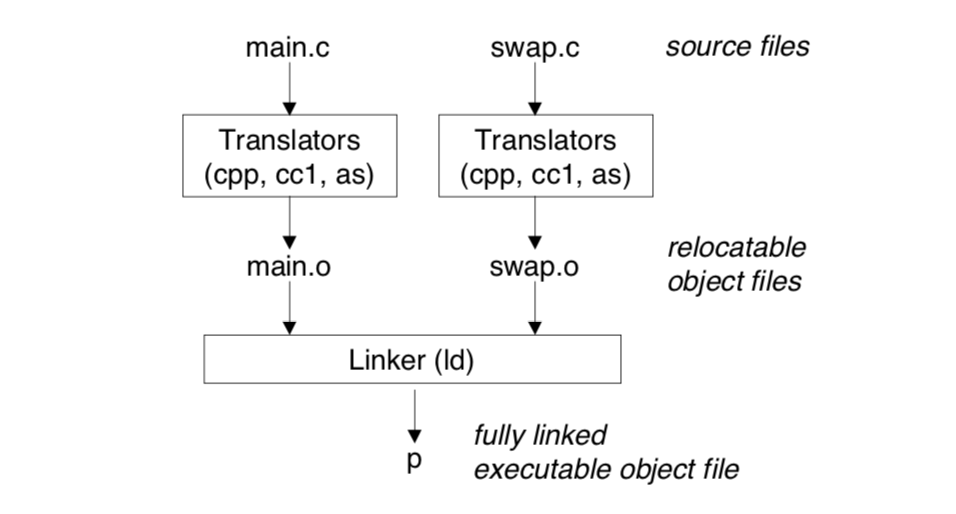 main.c
swap.c
source files
Translators
(cpp, cc1, as)
Translators
(cpp, cc1, as)
main.o
swap.o
relocatable
object files
Linker (ld)
p
fully linked
executable object file